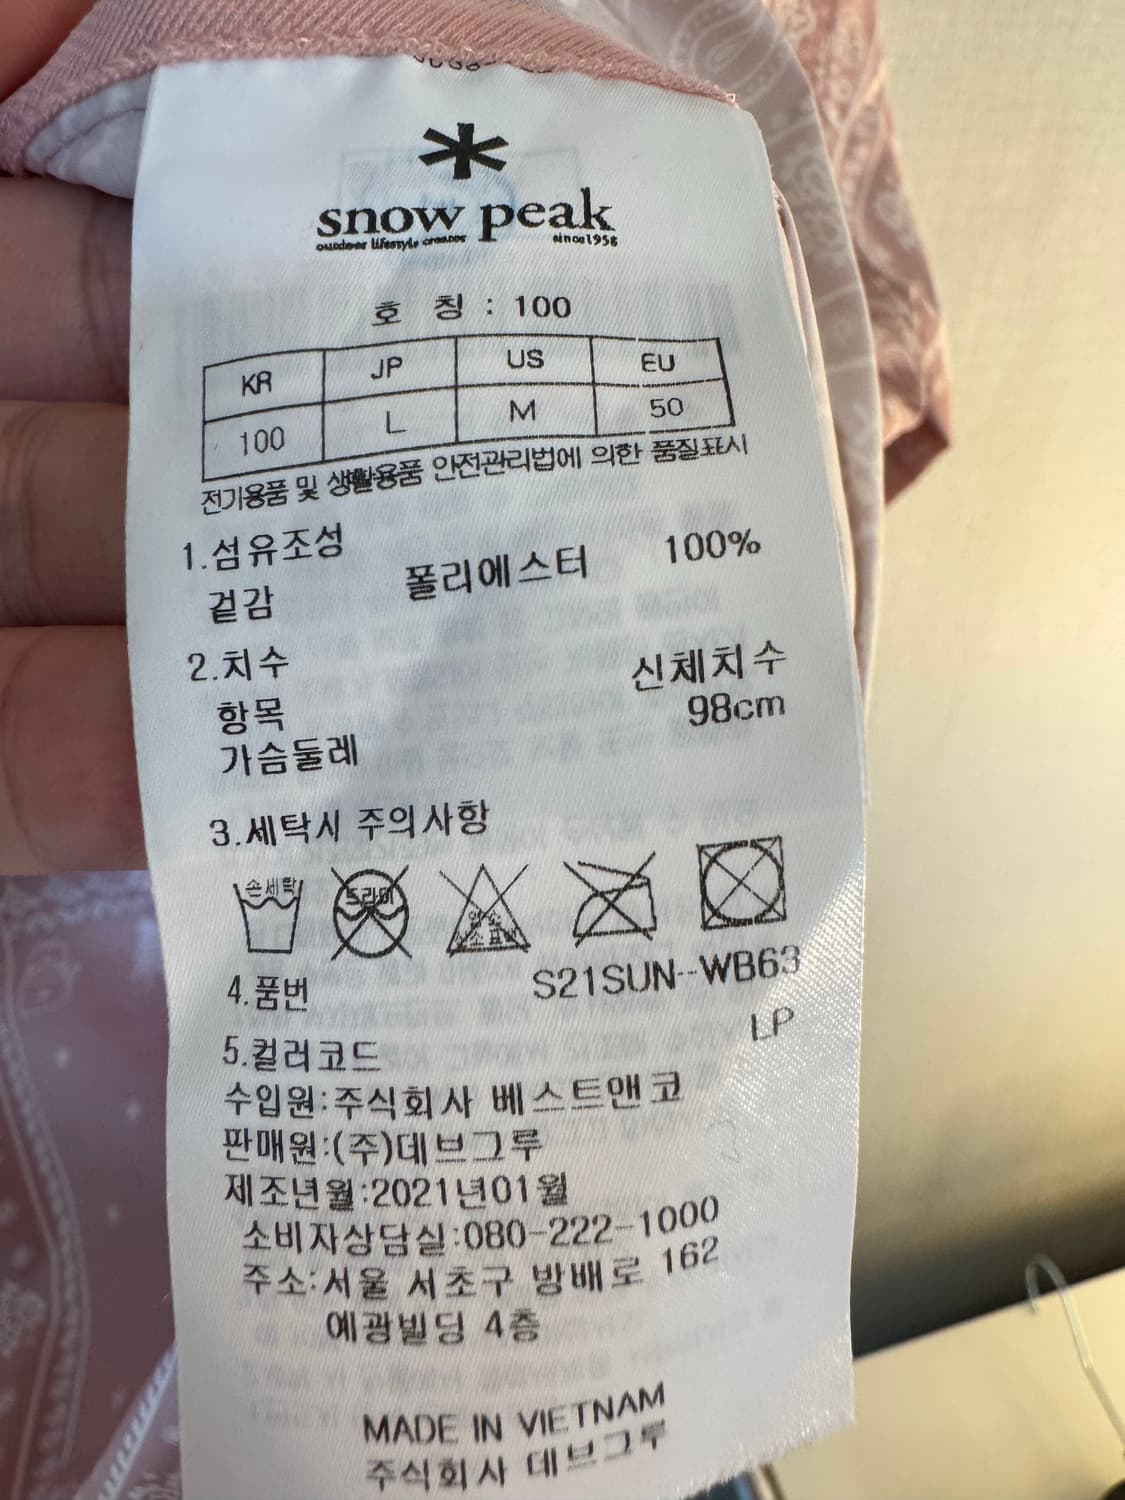 snow peak
outdoor lifestyle creator since1958
호 칭 : 100
KR JP US EU
100 L M 50
전기용품 및 생활용품 안전관리법에 의한 품질표시
1.섬유조성
겉감 폴리에스터 100%
2.치수 신체치수
항목 98cm
가슴둘레
3.세탁시 주의사항
손세탁 드라이
4.품번 S21SUN--WB63
5.컬러코드 LP
수입원:주식회사 베스트앤코
판매원:(주)데브그루
제조년월:2021년01월
소비자상담실:080-222-1000
주소:서울 서초구 방배로 162
예광빌딩 4층
MADE IN VIETNAM
주식회사 데브그루